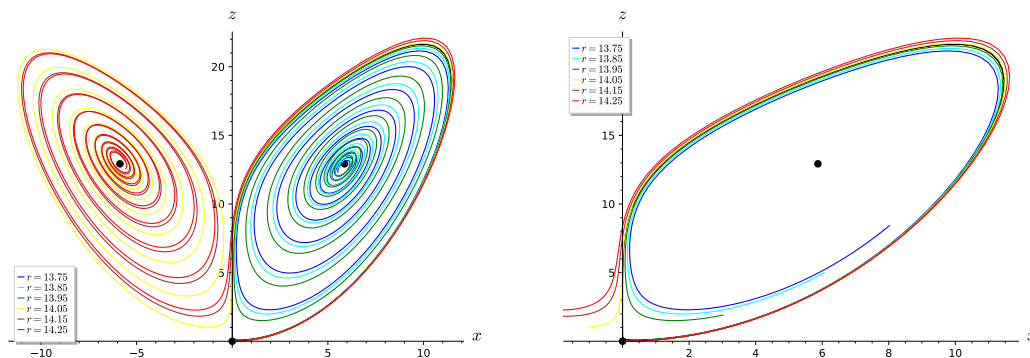 z
20
15
10
5
−10
−5
5
10
x
r = 13.75
r = 13.85
r = 13.95
r = 14.05
r = 14.15
r = 14.25
z
15
10
5
2
4
6
8
10
r = 13.75
r = 13.85
r = 13.95
r = 14.05
r = 14.15
r = 14.25